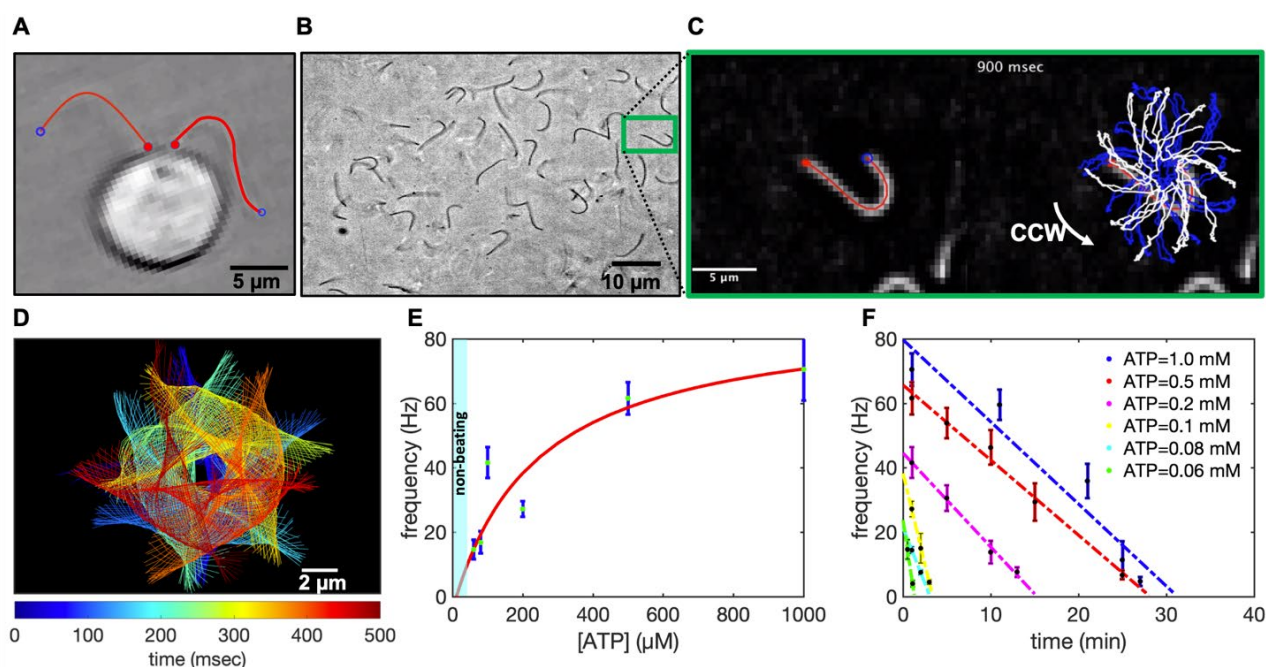 A
5 µm
B
10 µm
C
900 msec
CCW
5 µm
D
2 µm
0 100 200 300 400 500
time (msec)
E
80
60
40
20
0
frequency (Hz)
non-beating
200 400 600 800 1000
[ATP] (µM)
F
80
60
40
20
0
frequency (Hz)
ATP=1.0 mM
ATP=0.5 mM
ATP=0.2 mM
ATP=0.1 mM
ATP=0.08 mM
ATP=0.06 mM
0 10 20 30 40
time (min)